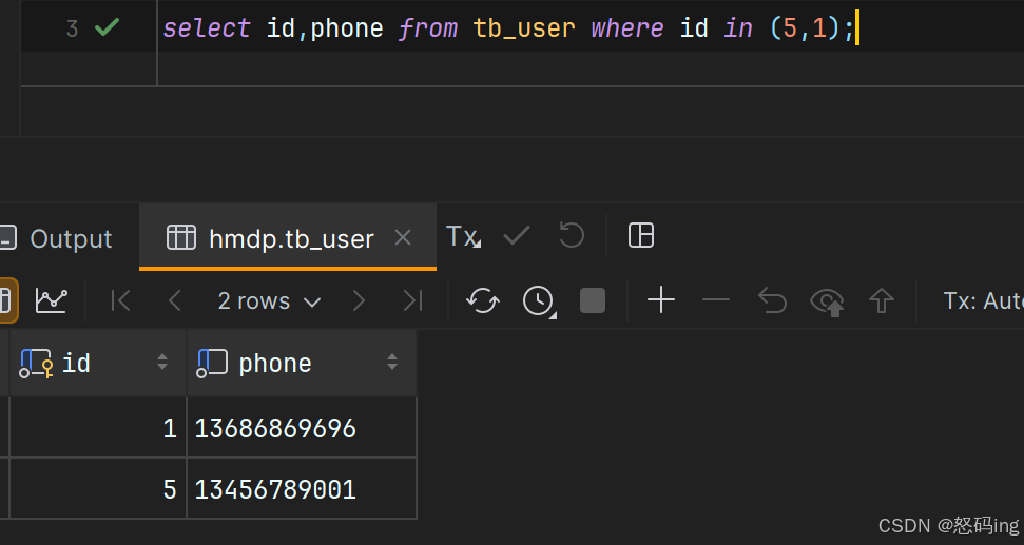 3 select id,phone from tb_user where id in (5,1);
Output hmdp.tb_user Tx
2 rows Tx: Auto
id phone
1 13686869696
5 13456789001
CSDN @怒码ing